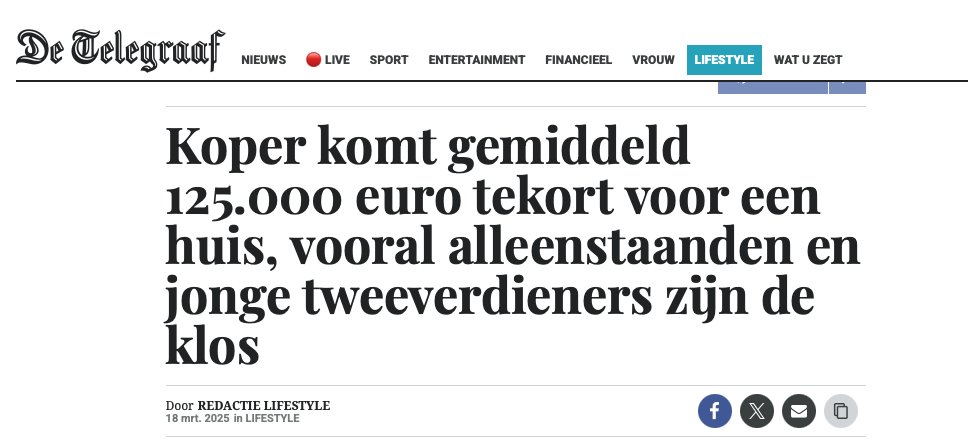 De Telegraaf NIEUWS LIVE SPORT ENTERTAINMENT FINANCIEEL VROUW LIFESTYLE WAT U ZEGT
Koper komt gemiddeld
125.000 euro tekort voor een
huis, vooral alleenstaanden en
jonge tweeverdieners zijn de
klos
Door REDACTIE LIFESTYLE
18 mrt. 2025 in LIFESTYLE